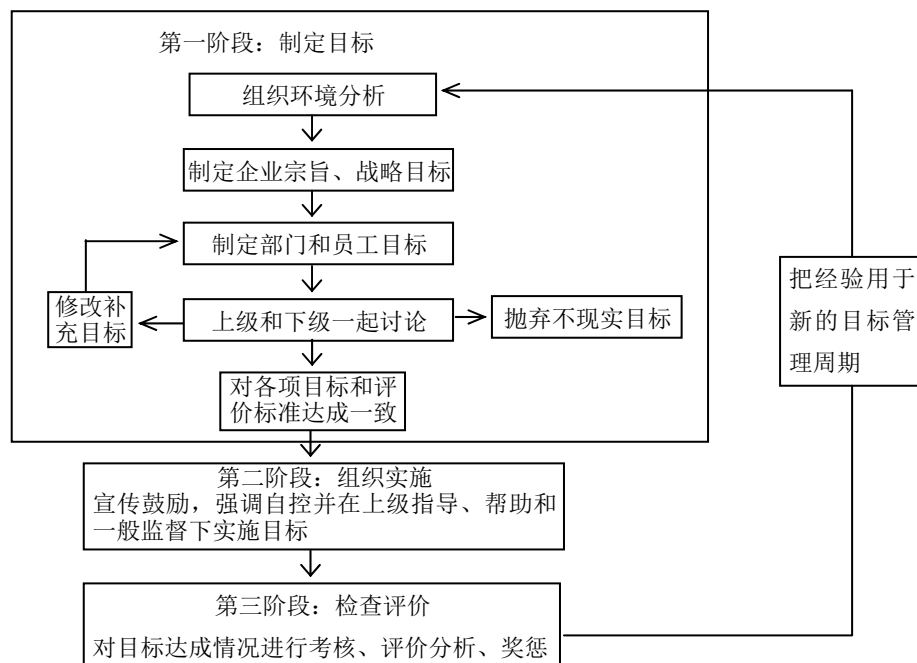 第一阶段：制定目标
组织环境分析
制定企业宗旨、战略目标
制定部门和员工目标
修改补
充目标
上级和下级一起讨论
抛弃不现实目标
对各项目标和评
价标准达成一致
把经验用于
新的目标管
理周期
第二阶段：组织实施
宣传鼓励，强调自控并在上级指导、帮助和
一般监督下实施目标
第三阶段：检查评价
对目标达成情况进行考核、评价分析、奖惩